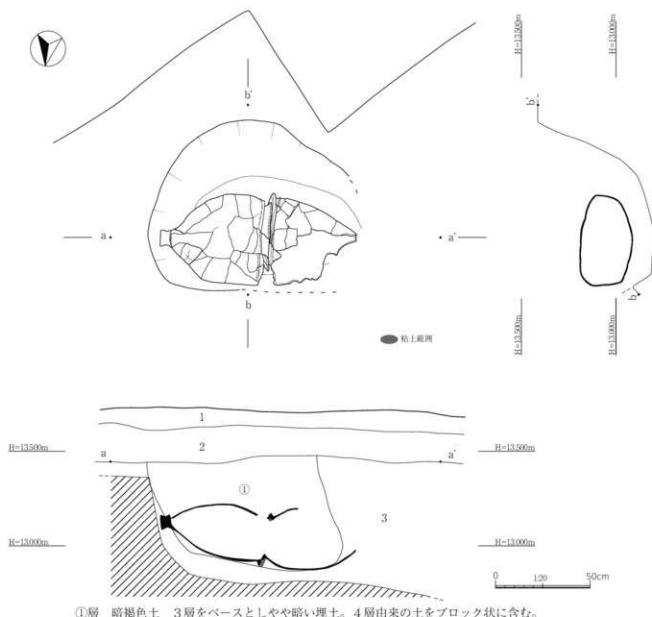 b'
a
a'
b
H=13.500m
H=13.000m
b'
b
H=13.500m
H=13.000m
粘土範囲
1
2
H=13.500m
a
a'
H=13.500m
①
3
H=13.000m
H=13.000m
0
1:20
50cm
①層 暗褐色土 3層をベースとしやや暗い埋土。4層由来の土をブロック状に含む。